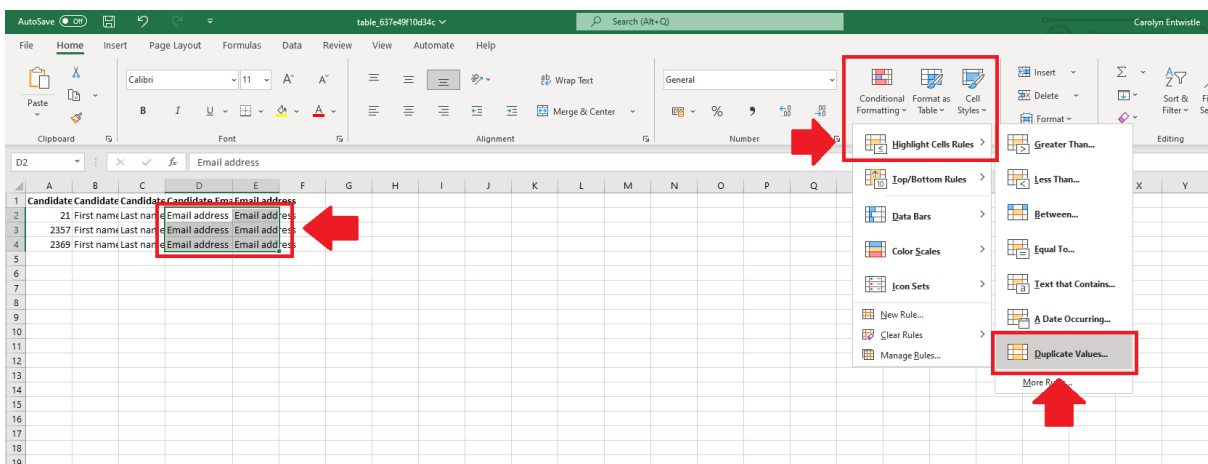 AutoSave Off table_637e49f10d34c Search (Alt+Q) Carolyn Entwistle
File Home Insert Page Layout Formulas Data Review View Automate Help
Calibri 11 A^ A˅ ab Wrap Text General Insert
Paste B I U A Merge & Center % 9 Conditional Formatting Format as Table Cell Styles Delete Sort & Filter
Format
Clipboard Font Alignment Number Editing
D2 fx Email address
Highlight Cells Rules Greater Than...
A B C D E F G H I J K L M N O P Q X Y
1 Candidate Candidate Candidate Candidate Ema Email address
2 21 First name Last name Email address Email address
3 2357 First name Last name Email address Email address
4 2369 First name Last name Email address Email address
5
6
7
8
9
10
11
12
13
14
15
16
17
18
19
Top/Bottom Rules Less Than...
Data Bars Between...
Color Scales Equal To...
Icon Sets Text that Contains...
New Rule... A Date Occurring...
Clear Rules
Manage Rules... Duplicate Values...
More